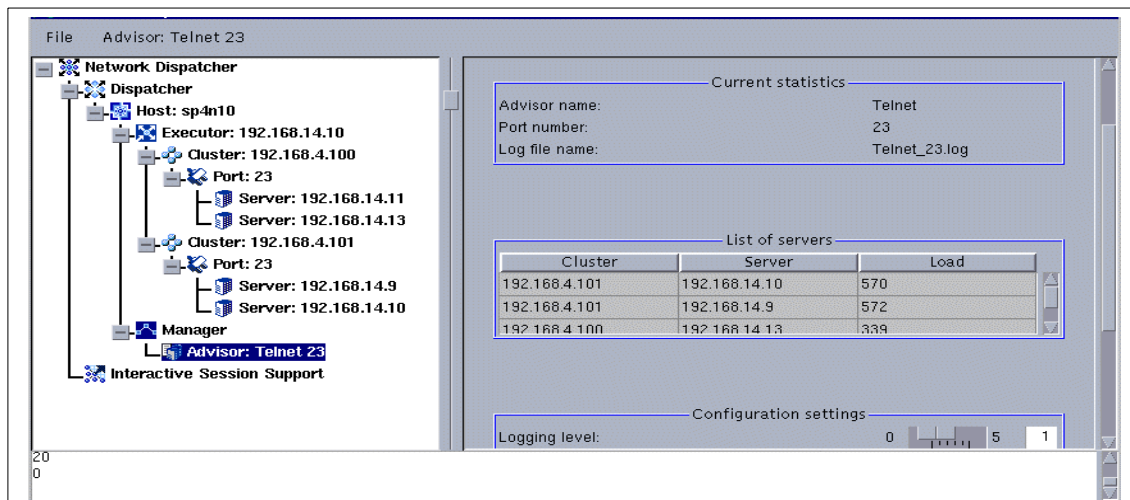 File Advisor: Telnet 23
Network Dispatcher
Dispatcher
Host: sp4n10
Executor: 192.168.14.10
Cluster: 192.168.4.100
Port: 23
Server: 192.168.14.11
Server: 192.168.14.13
Cluster: 192.168.4.101
Port: 23
Server: 192.168.14.9
Server: 192.168.14.10
Manager
Advisor: Telnet 23
Interactive Session Support
Current statistics
Advisor name: Telnet
Port number: 23
Log file name: Telnet_23.log
List of servers
Cluster Server Load
192.168.4.101 192.168.14.10 570
192.168.4.101 192.168.14.9 572
192.168.4.100 192.168.14.13 339
Configuration settings
Logging level: 0 5 1
20
0